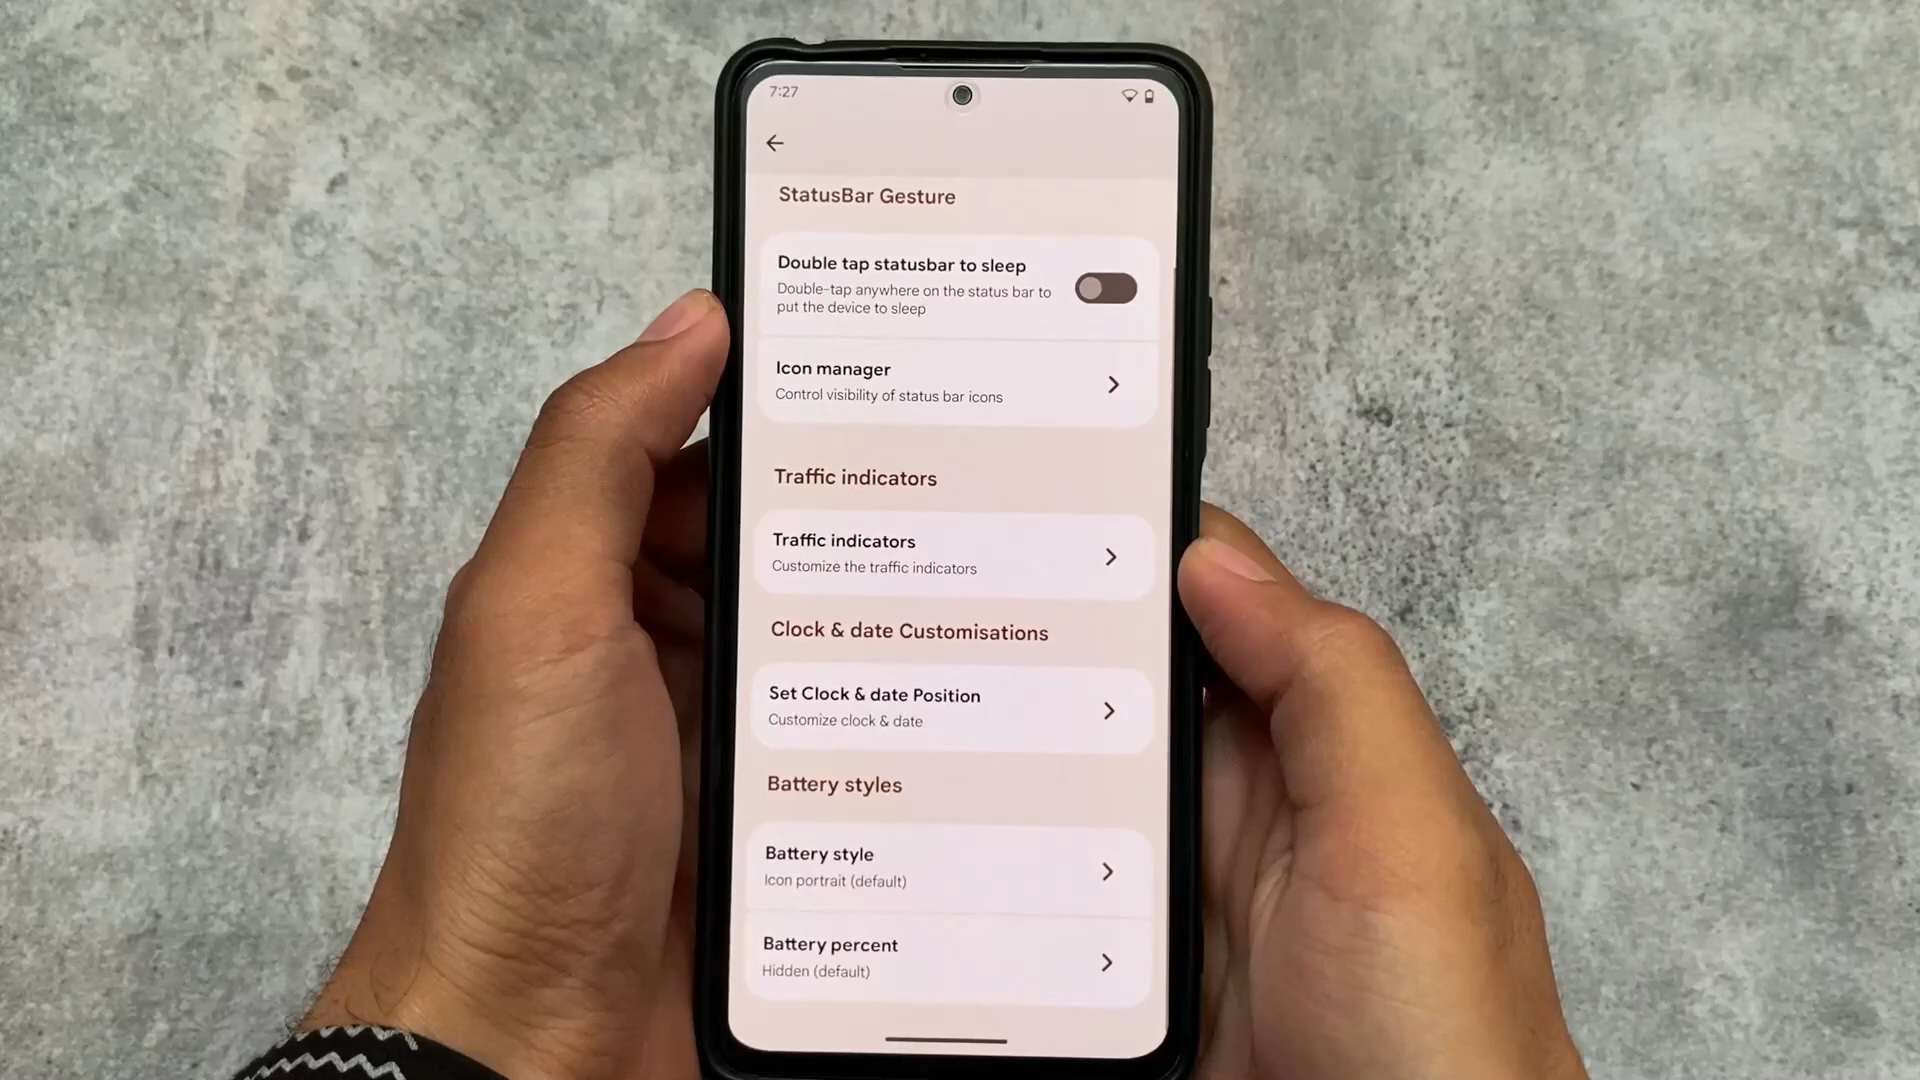 7:27
StatusBar Gesture
Double tap statusbar to sleep
Double-tap anywhere on the status bar to
put the device to sleep
Icon manager
Control visibility of status bar icons
Traffic indicators
Traffic indicators
Customize the traffic indicators
Clock & date Customisations
Set Clock & date Position
Customize clock & date
Battery styles
Battery style
Icon portrait (default)
Battery percent
Hidden (default)